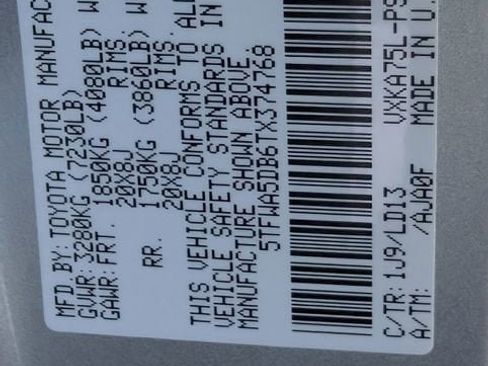 MFD.BY: TOYOTA MOTOR MANUFAC
GVWR: 3280KG (7230LB)
GAWR: FRT. 1850KG (4080LB) W
20X8J RIMS.
RR. 1750KG (3860LB) W
20X8J RIMS.
THIS VEHICLE CONFORMS TO AL
VEHICLE SAFETY STANDARDS IN
MANUFACTURE SHOWN ABOVE.
5TFWA5DB6TX374768
C/TR: 1J9/LD13 VXKA75L-PS
A/TM: /AJA0F MADE IN U.